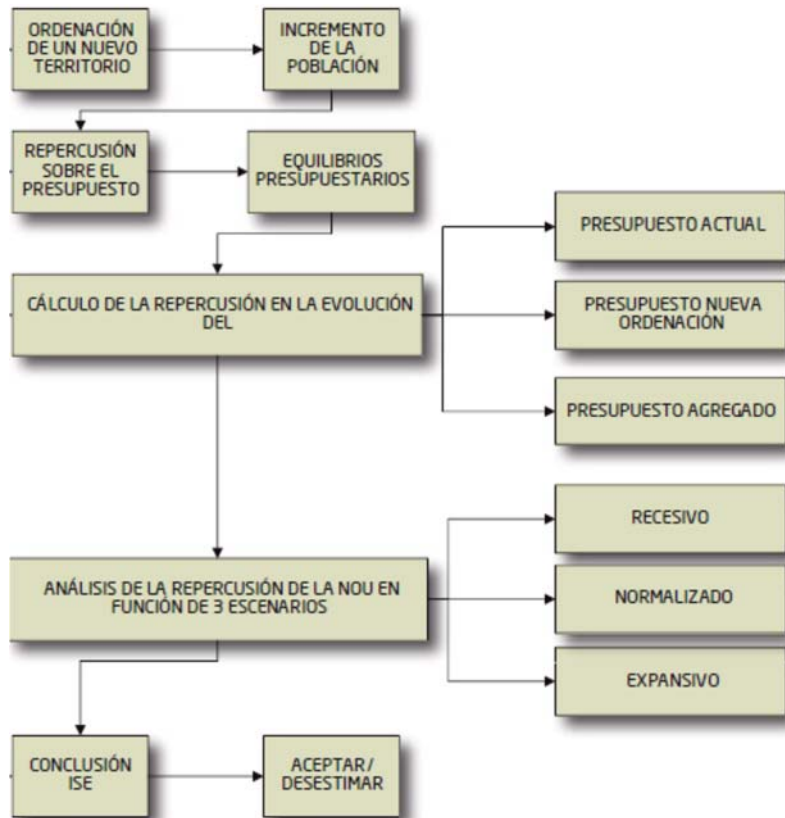 ORDENACIÓN
DE UN NUEVO
TERRITORIO
INCREMENTO
DE LA
POBLACIÓN
REPERCUSIÓN
SOBRE EL
PRESUPUESTO
EQUILIBRIOS
PRESUPUESTARIOS
CÁLCULO DE LA REPERCUSIÓN EN LA EVOLUCIÓN
DEL
PRESUPUESTO ACTUAL
PRESUPUESTO NUEVA
ORDENACIÓN
PRESUPUESTO AGREGADO
ANÁLISIS DE LA REPERCUSIÓN DE LA NOU EN
FUNCIÓN DE 3 ESCENARIOS
RECESIVO
NORMALIZADO
EXPANSIVO
CONCLUSIÓN
ISE
ACEPTAR/
DESESTIMAR